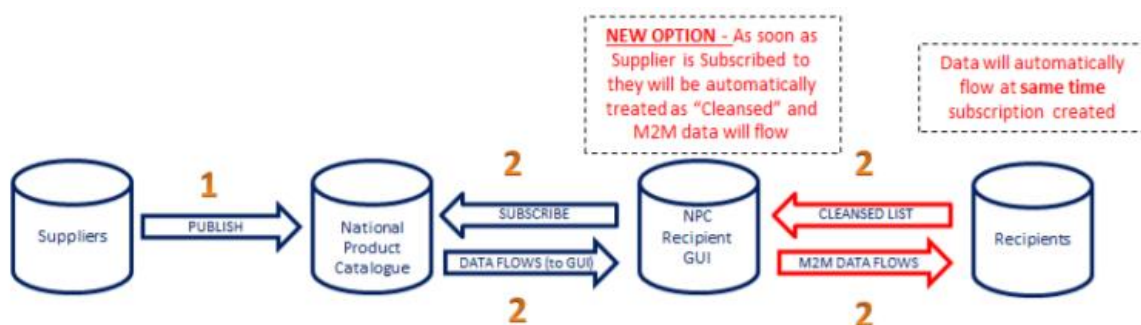 NEW OPTION - As soon as
Supplier is Subscribed to
they will be automatically
treated as “Cleansed” and
M2M data will flow
Data will automatically
flow at same time
subscription created
1
2
2
Suppliers
PUBLISH
National
Product
Catalogue
SUBSCRIBE
DATA FLOWS (to GUI)
NPC
Recipient
GUI
CLEANSED LIST
M2M DATA FLOWS
Recipients
2
2